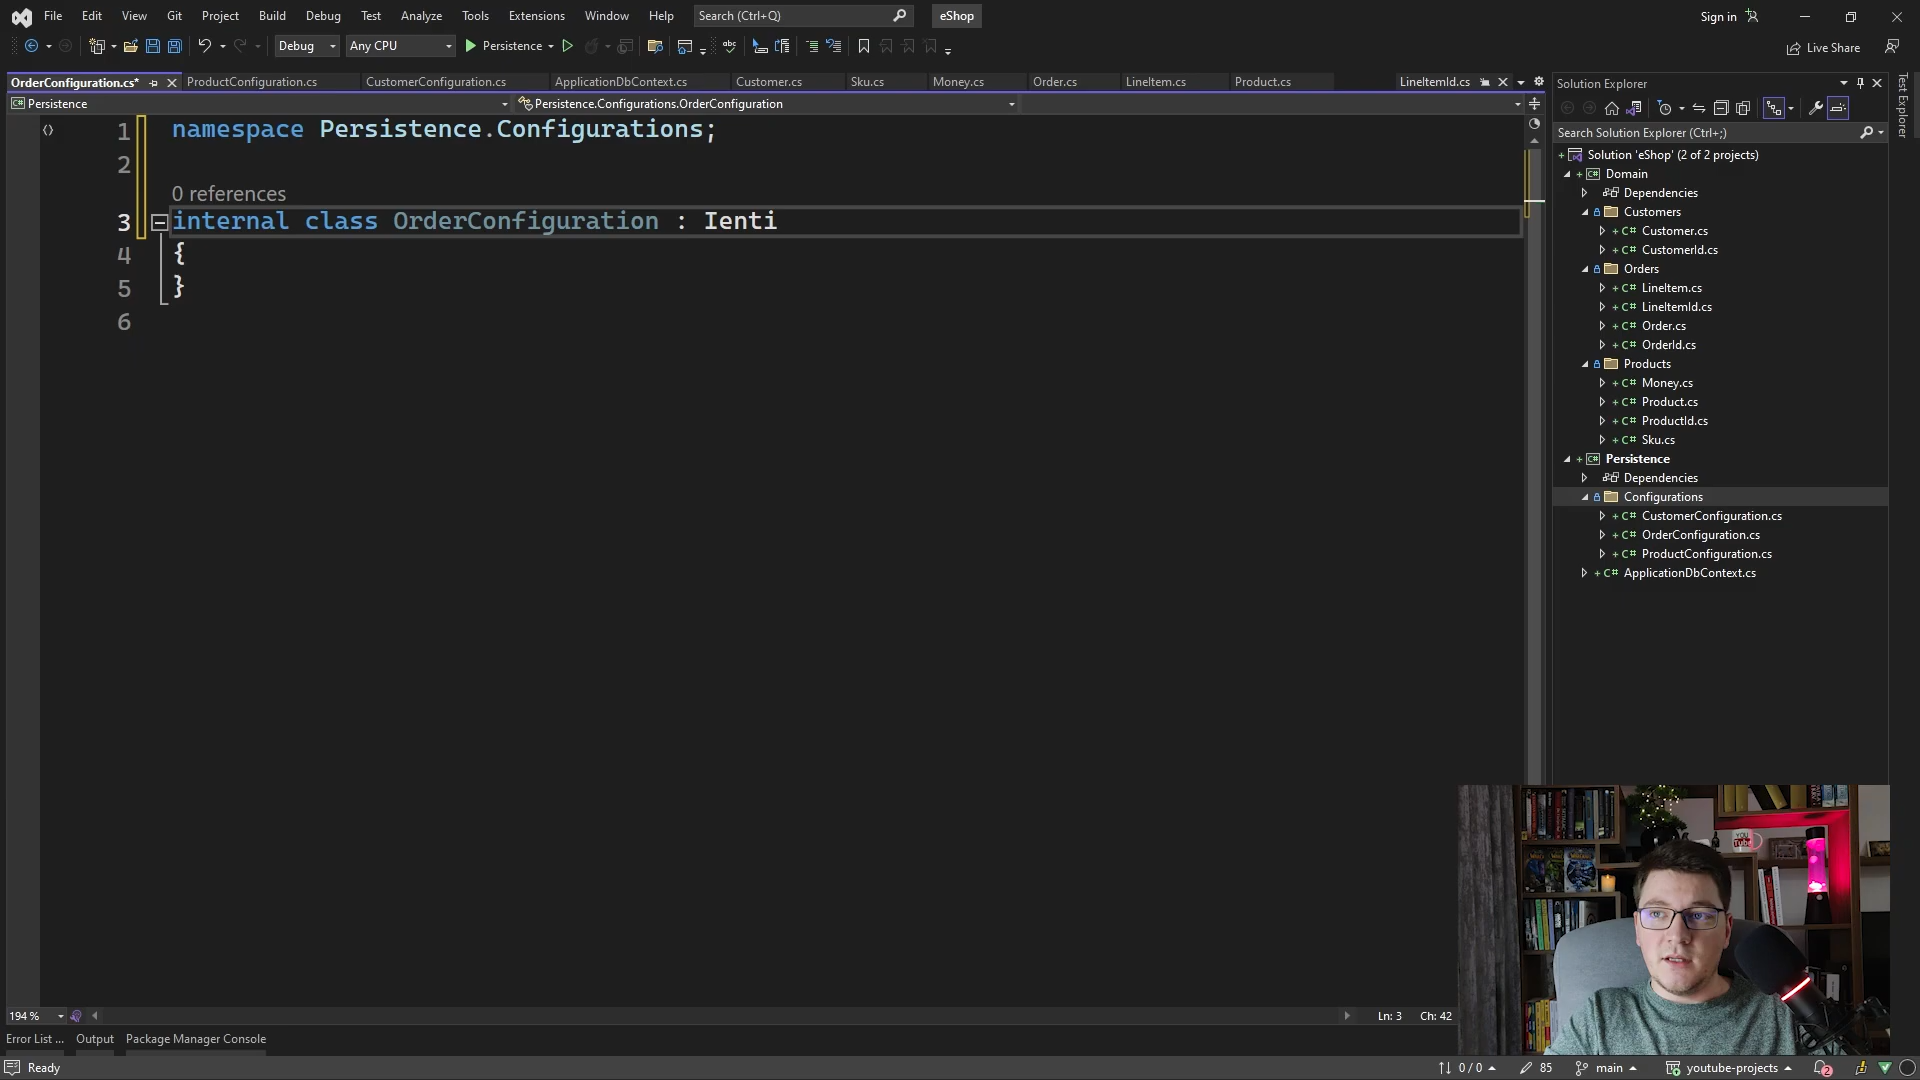 File Edit View Git Project Build Debug Test Analyze Tools Extensions Window Help Search (Ctrl+Q) eShop Sign in
Debug Any CPU Persistence Live Share
OrderConfiguration.cs* ProductConfiguration.cs CustomerConfiguration.cs ApplicationDbContext.cs Customer.cs Sku.cs Money.cs Order.cs LineItem.cs Product.cs LineItemId.cs
Persistence Persistence.Configurations.OrderConfiguration
1 namespace Persistence.Configurations;
2
0 references
3 internal class OrderConfiguration : Ienti
4 {
5 }
6
194 % Ln: 3 Ch: 42
Error List ... Output Package Manager Console
Ready 0 / 0 85 main youtube-projects 2
Solution Explorer
Search Solution Explorer (Ctrl+;)
Solution 'eShop' (2 of 2 projects)
C# Domain
Dependencies
Customers
C# Customer.cs
C# CustomerId.cs
Orders
C# LineItem.cs
C# LineItemId.cs
C# Order.cs
C# OrderId.cs
Products
C# Money.cs
C# Product.cs
C# ProductId.cs
C# Sku.cs
C# Persistence
Dependencies
Configurations
C# CustomerConfiguration.cs
C# OrderConfiguration.cs
C# ProductConfiguration.cs
C# ApplicationDbContext.cs
Test Explorer
YOU
Tube